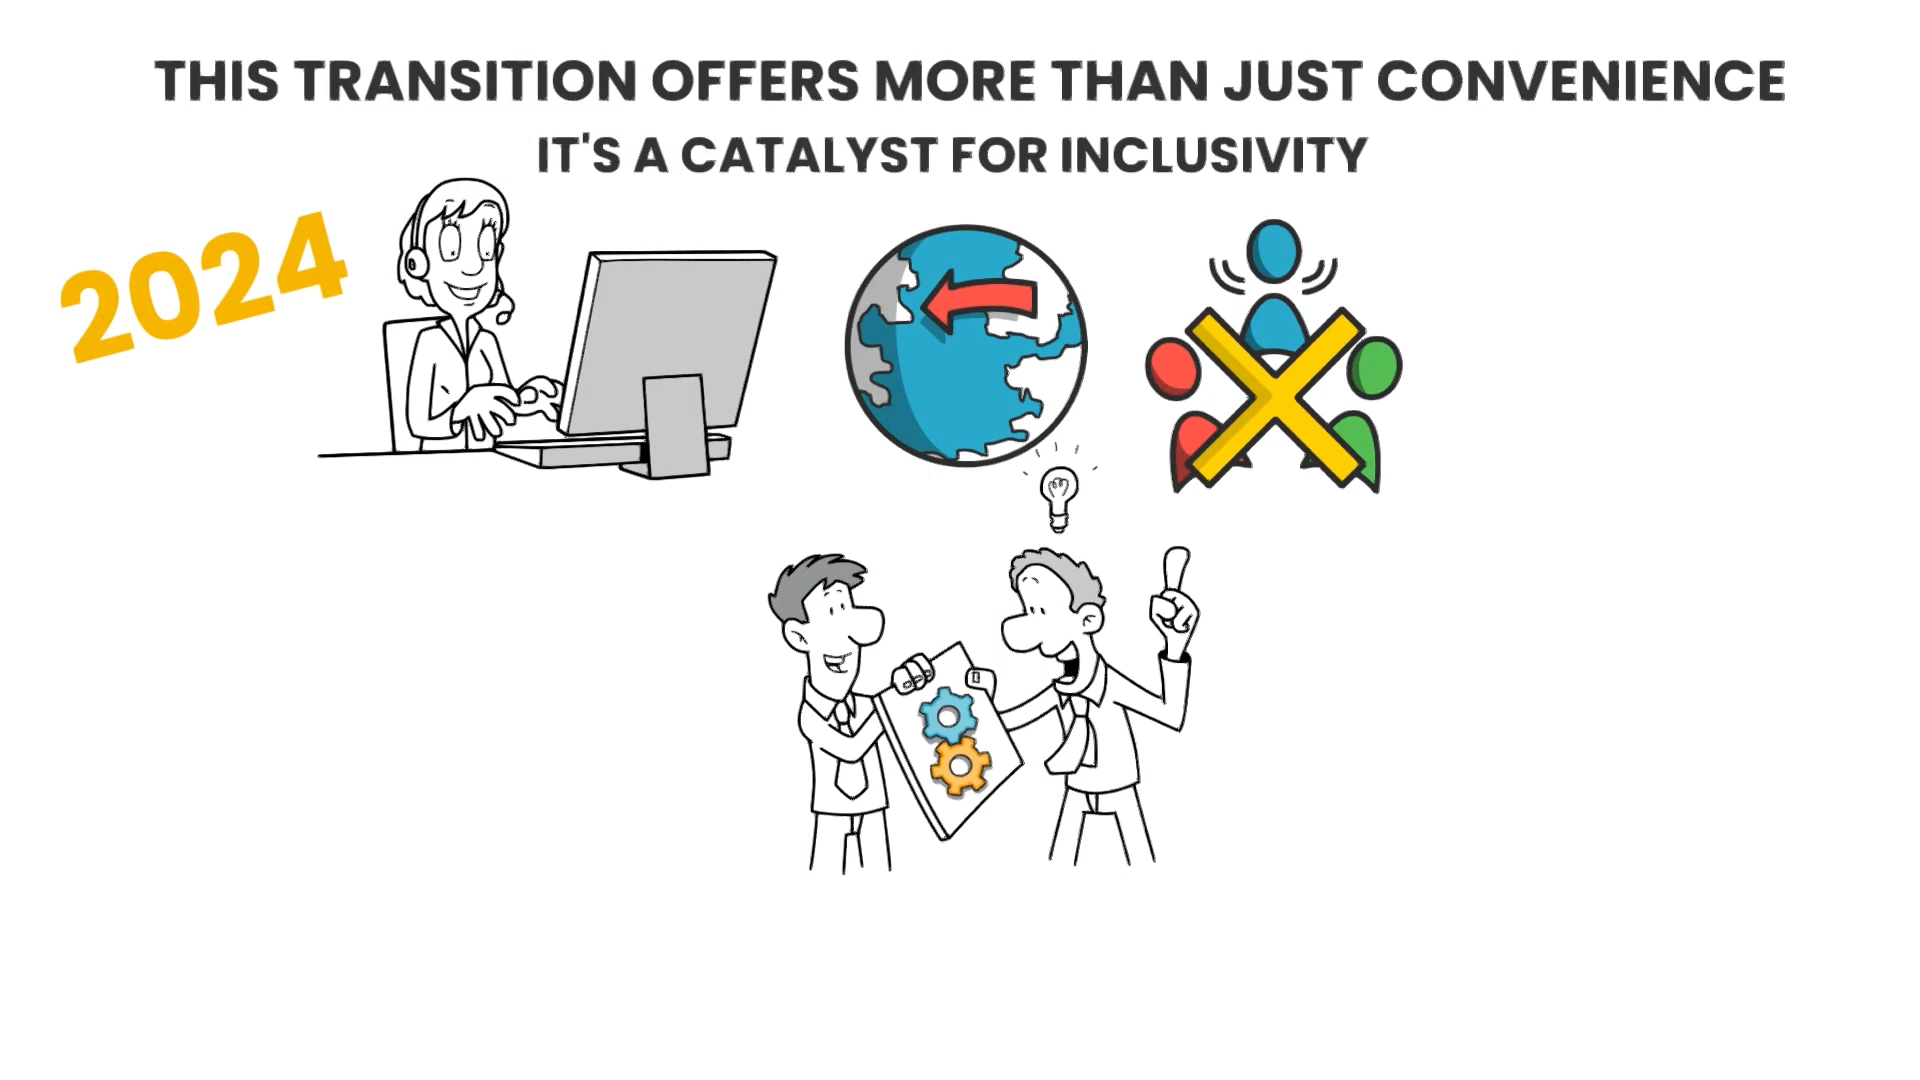 THIS TRANSITION OFFERS MORE THAN JUST CONVENIENCE
IT'S A CATALYST FOR INCLUSIVITY
2024